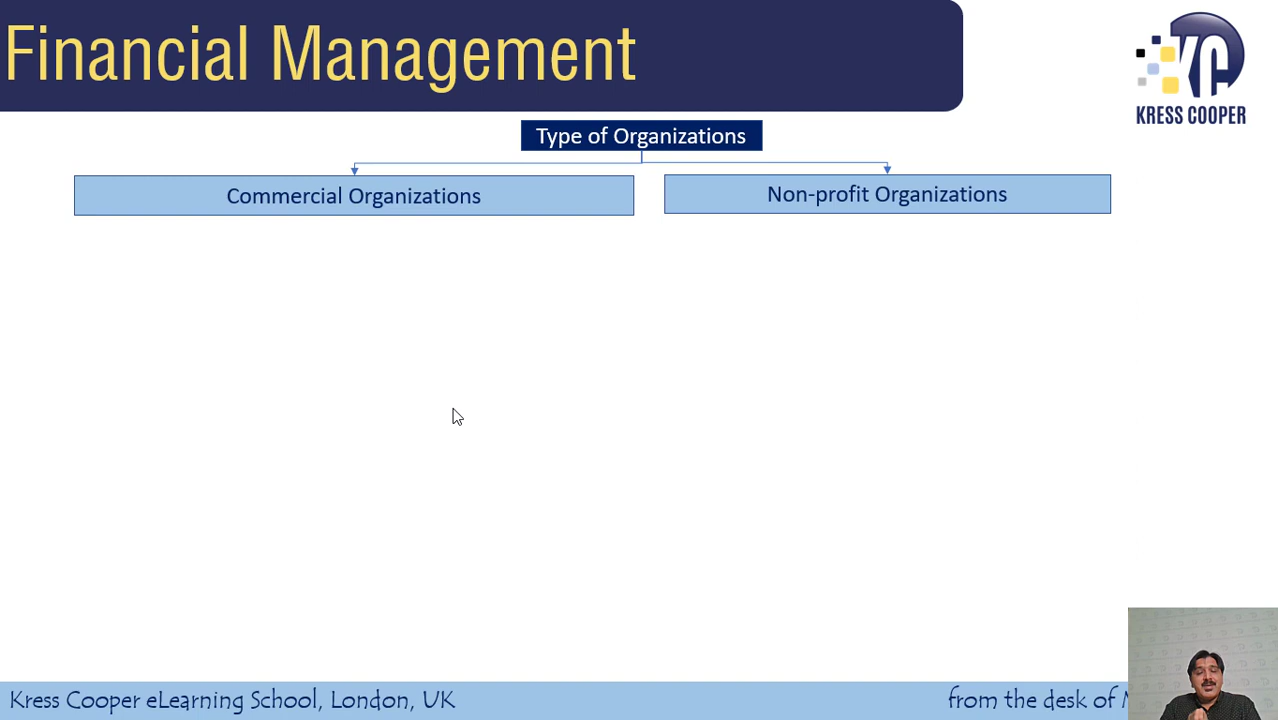 Financial Management
KC
KRESS COOPER
Type of Organizations
Commercial Organizations
Non-profit Organizations
Kress Cooper eLearning School, London, UK
from the desk of